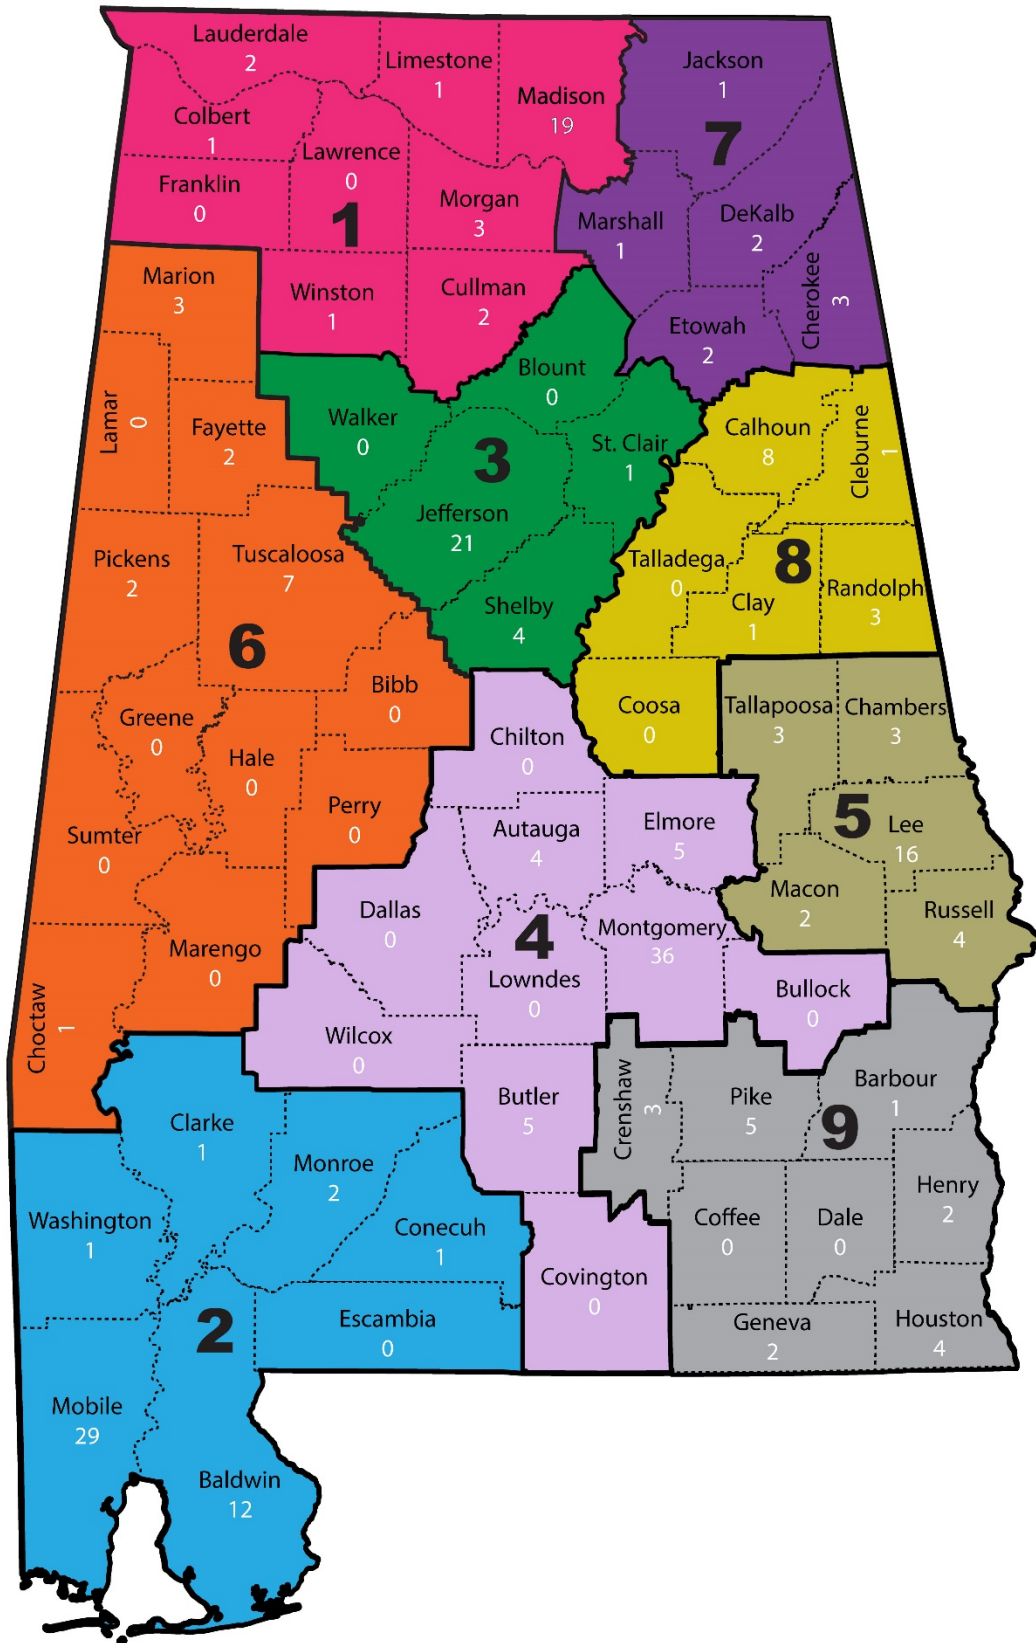 Lauderdale
2
Limestone
1
Madison
19
Colbert
1
Lawrence
0
Franklin
0
Morgan
3
1
Winston
1
Cullman
2
Jackson
1
7
Marshall
1
DeKalb
2
Cherokee
3
Etowah
2
Marion
3
Lamar
0
Fayette
2
Pickens
2
Tuscaloosa
7
6
Bibb
0
Greene
0
Hale
0
Perry
0
Sumter
0
Marengo
0
Choctaw
1
Blount
0
Walker
0
3
St. Clair
1
Jefferson
21
Shelby
4
Calhoun
8
Cleburne
1
Talladega
0
8
Clay
1
Randolph
3
Coosa
0
Chilton
0
Autauga
4
Elmore
5
Dallas
0
4
Montgomery
36
Lowndes
0
Bullock
0
Wilcox
0
Butler
5
Covington
0
Tallapoosa
3
Chambers
3
5
Lee
16
Macon
2
Russell
4
Crenshaw
3
Pike
5
Barbour
1
9
Henry
2
Coffee
0
Dale
0
Geneva
2
Houston
4
Clarke
1
Monroe
2
Washington
1
Conecuh
1
2
Escambia
0
Mobile
29
Baldwin
12